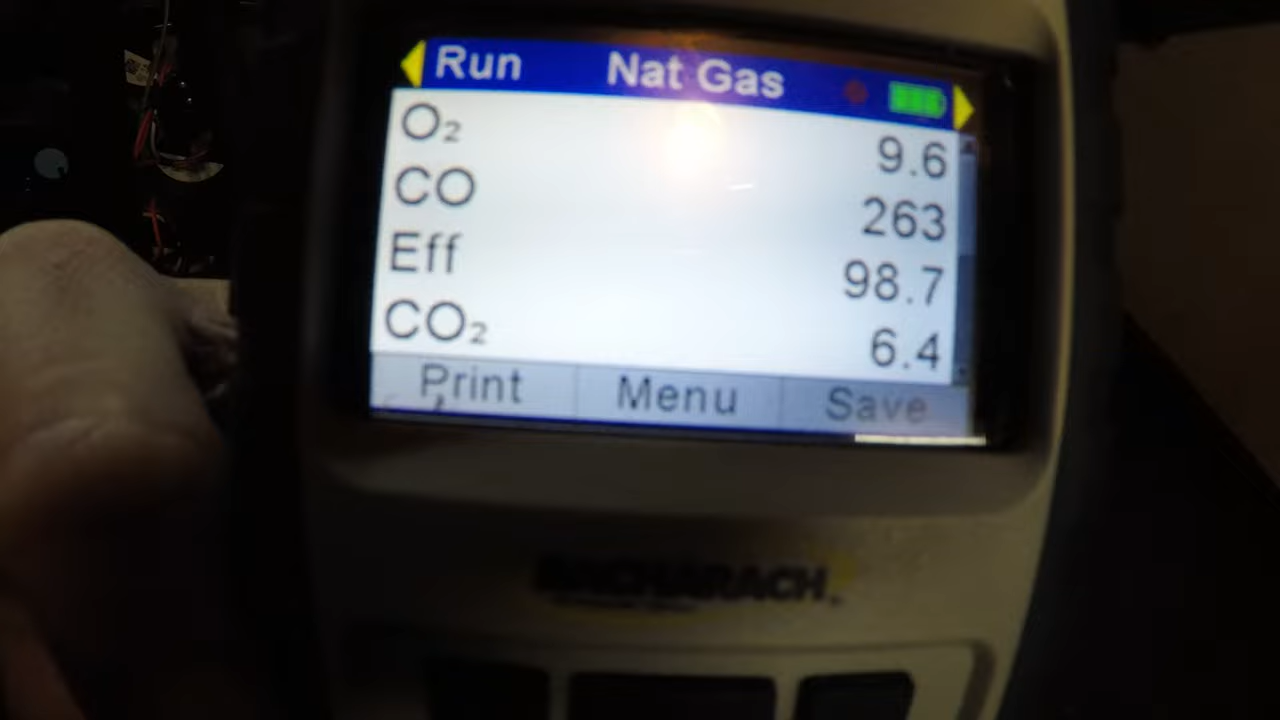 Run Nat Gas
O₂ 9.6
CO 263
Eff 98.7
CO₂ 6.4
Print Menu Save
BACHARACH